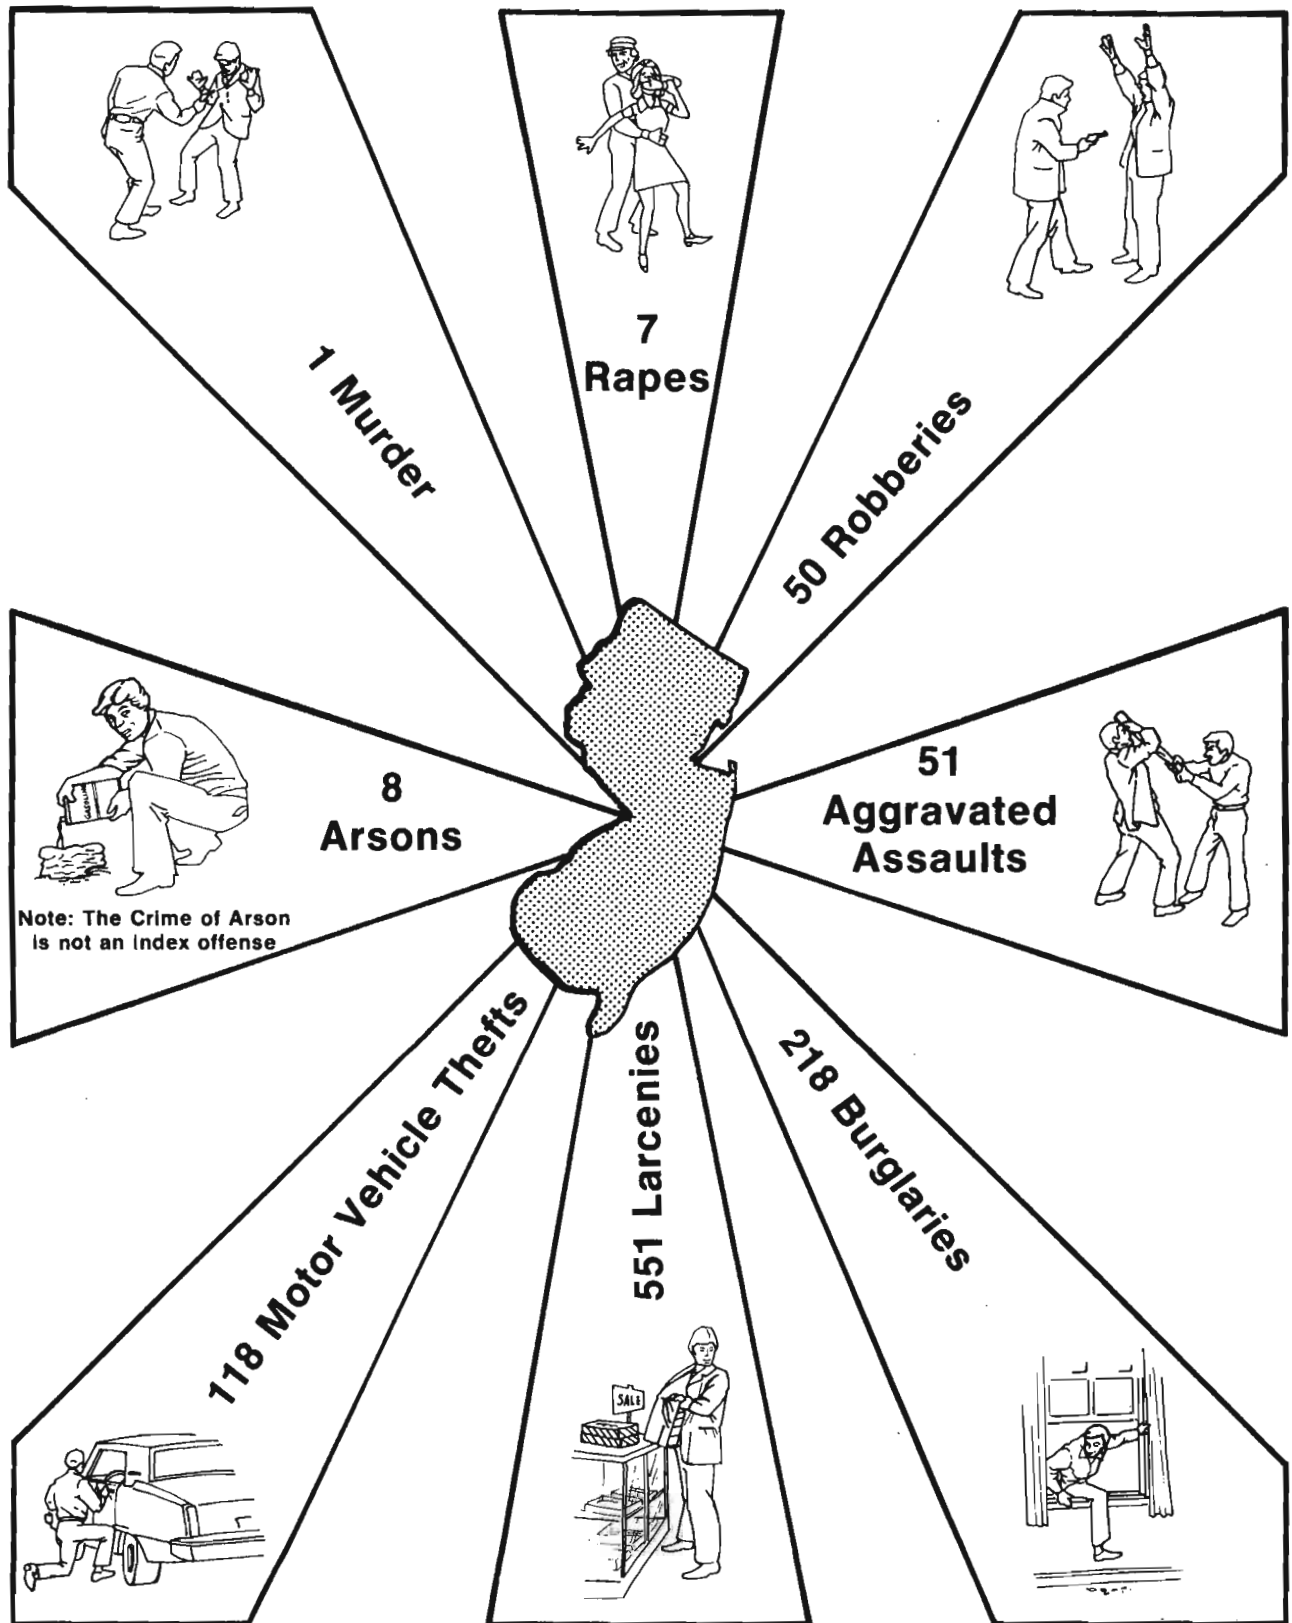 7
Rapes
1 Murder
50 Robberies
8
Arsons
Note: The Crime of Arson
is not an index offense
GASOLINE
51
Aggravated
Assaults
118 Motor Vehicle Thefts
551 Larcenies
218 Burglaries
SALE